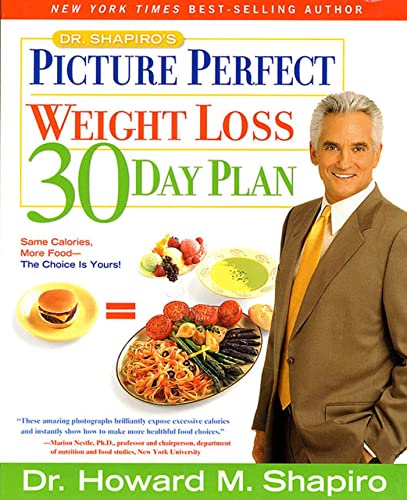 NEW YORK TIMES BEST-SELLING AUTHOR
DR. SHAPIRO'S
PICTURE PERFECT
WEIGHT LOSS
30 DAY PLAN
Same Calories,
More Food—
The Choice Is Yours!
=
"These amazing photographs brilliantly expose excessive calories
and instantly show how to make more healthful food choices."
—Marion Nestle, Ph.D., professor and chairperson, department
of nutrition and food studies, New York University
Dr. Howard M. Shapiro